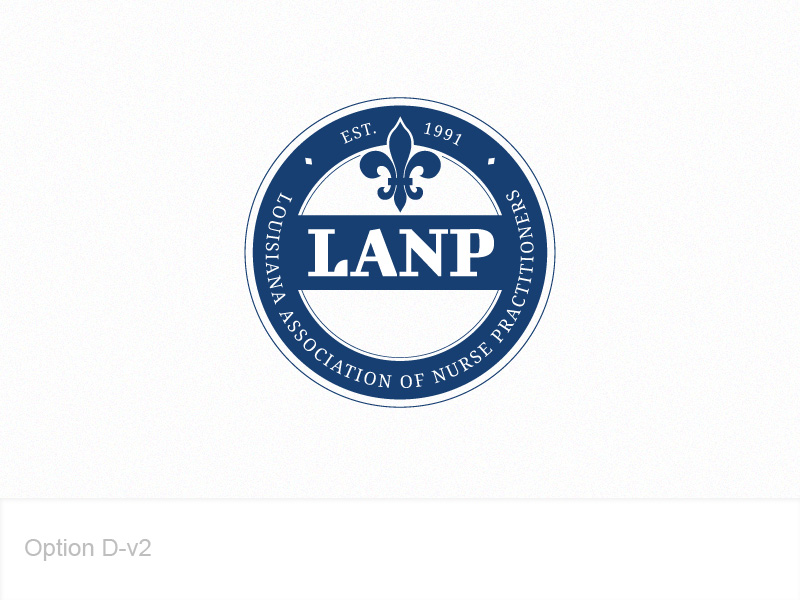 EST. 1991
LANP
LOUISIANA ASSOCIATION OF NURSE PRACTITIONERS
Option D-v2